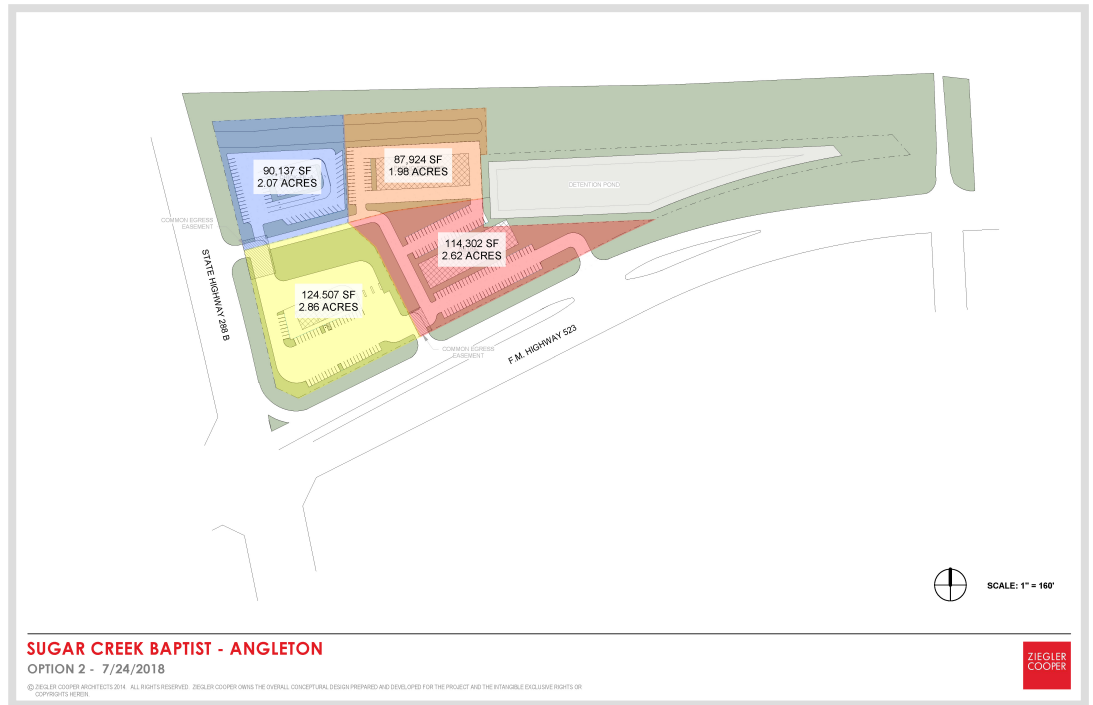 90,137 SF
2.07 ACRES
87,924 SF
1.98 ACRES
DETENTION POND
COMMON EGRESS
EASEMENT
114,302 SF
2.62 ACRES
STATE HIGHWAY 288 B
124.507 SF
2.86 ACRES
COMMON EGRESS
EASEMENT
F.M. HIGHWAY 523
SCALE: 1" = 160'
SUGAR CREEK BAPTIST - ANGLETON
OPTION 2 - 7/24/2018
© ZIEGLER COOPER ARCHITECTS 2014 ALL RIGHTS RESERVED. ZIEGLER COOPER OWNS THE OVERALL CONCEPTUAL DESIGN PREPARED AND DEVELOPED FOR THE PROJECT AND THE INTANGIBLE EXCLUSIVE RIGHTS OR
COPYRIGHTS HEREIN.
ZIEGLER
COOPER